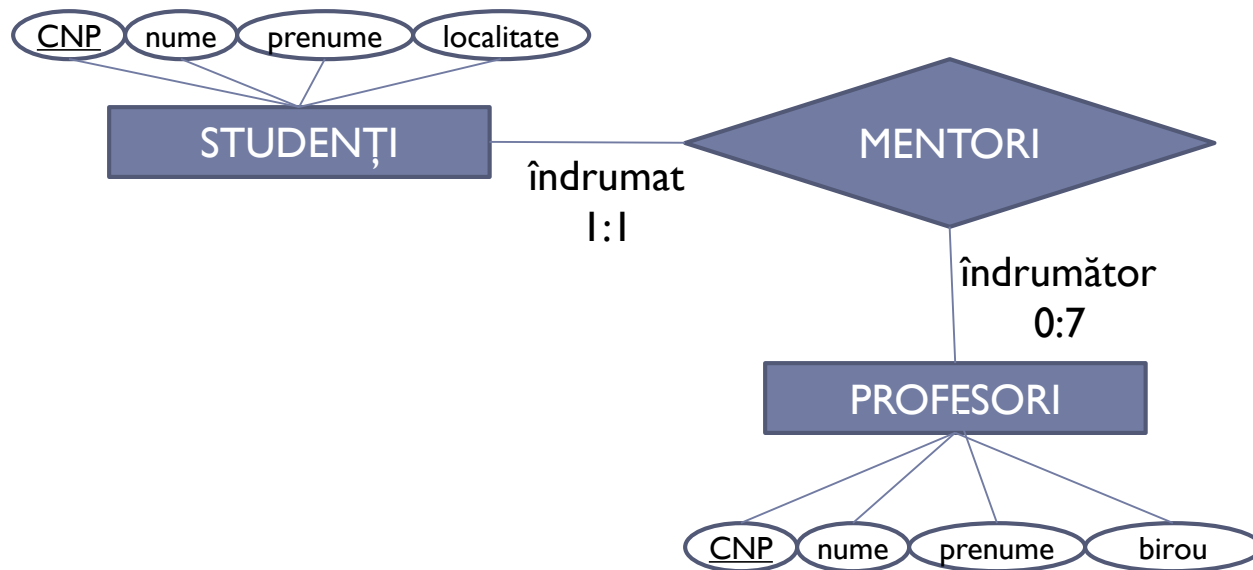 CNP nume prenume localitate
STUDENȚI
MENTORI
îndrumat
1:1
îndrumător
0:7
PROFESORI
CNP nume prenume birou